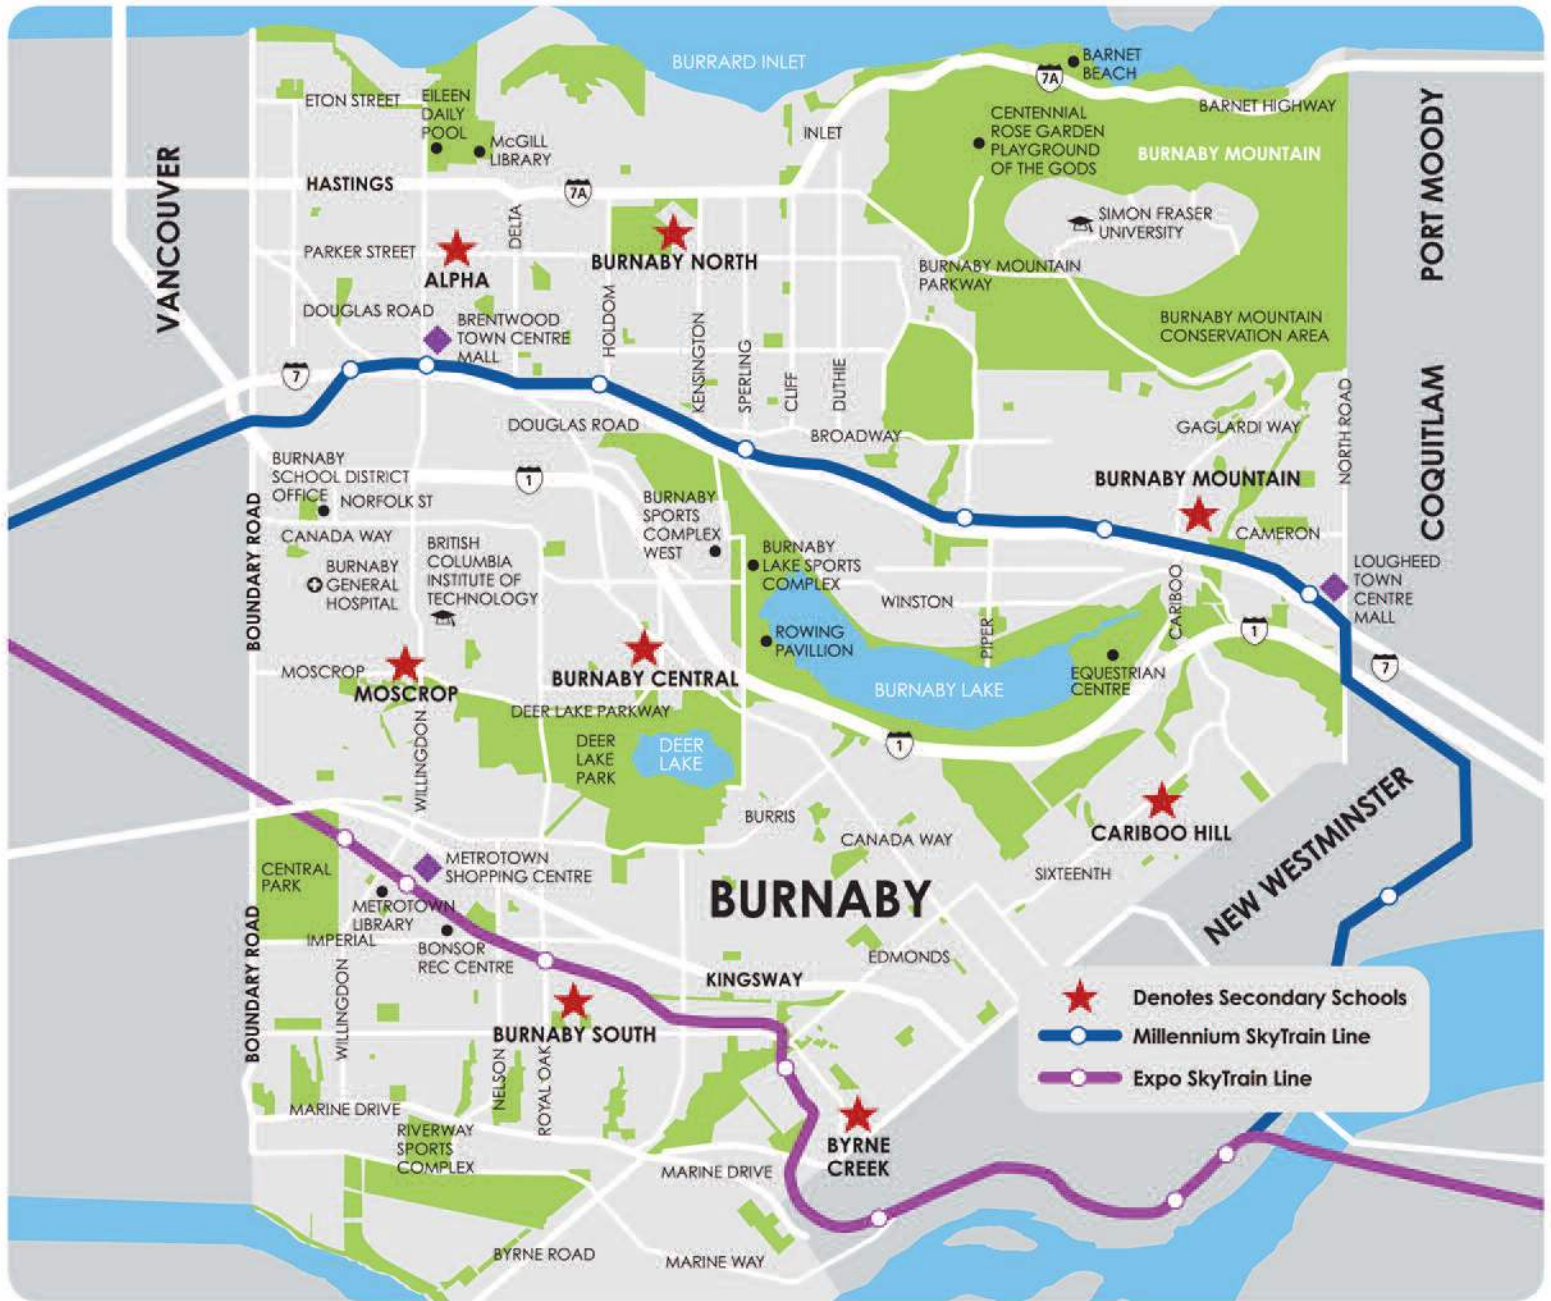 BURRARD INLET
BARNET
BEACH
7A
ETON STREET
EILEEN
DAILY
POOL
BARNET HIGHWAY
CENTENNIAL
ROSE GARDEN
PLAYGROUND
OF THE GODS
INLET
McGILL
LIBRARY
BURNABY MOUNTAIN
PORT MOODY
VANCOUVER
HASTINGS
7A
DELTA
SIMON FRASER
UNIVERSITY
PARKER STREET
ALPHA
BURNABY NORTH
BURNABY MOUNTAIN
PARKWAY
DOUGLAS ROAD
BRENTWOOD
TOWN CENTRE
MALL
HOLDOM
KENSINGTON
SPERLING
CLIFF
DUTHIE
BURNABY MOUNTAIN
CONSERVATION AREA
7
DOUGLAS ROAD
BROADWAY
GAGLARDI WAY
NORTH ROAD
COQUITLAM
BURNABY
SCHOOL DISTRICT
OFFICE
NORFOLK ST
1
BURNABY
SPORTS
COMPLEX
WEST
BURNABY MOUNTAIN
CANADA WAY
BOUNDARY ROAD
BURNABY
GENERAL
HOSPITAL
BRITISH
COLUMBIA
INSTITUTE OF
TECHNOLOGY
BURNABY
LAKE SPORTS
COMPLEX
CAMERON
LOUGHEED
TOWN
CENTRE
MALL
WINSTON
CARIBOO
1
ROWING
PAVILLION
PIPER
7
MOSCROP
MOSCROP
BURNABY CENTRAL
BURNABY LAKE
EQUESTRIAN
CENTRE
DEER LAKE PARKWAY
WILLINGDON
DEER
LAKE
PARK
DEER
LAKE
1
BURRIS
CANADA WAY
CARIBOO HILL
SIXTEENTH
NEW WESTMINSTER
CENTRAL
PARK
METROTOWN
SHOPPING CENTRE
METROTOWN
LIBRARY
BURNABY
IMPERIAL
BONSOR
REC CENTRE
EDMONDS
KINGSWAY
BOUNDARY ROAD
WILLINGDON
BURNABY SOUTH
NELSON
ROYAL OAK
Denotes Secondary Schools
Millennium SkyTrain Line
Expo SkyTrain Line
MARINE DRIVE
RIVERWAY
SPORTS
COMPLEX
BYRNE
CREEK
MARINE DRIVE
BYRNE ROAD
MARINE WAY